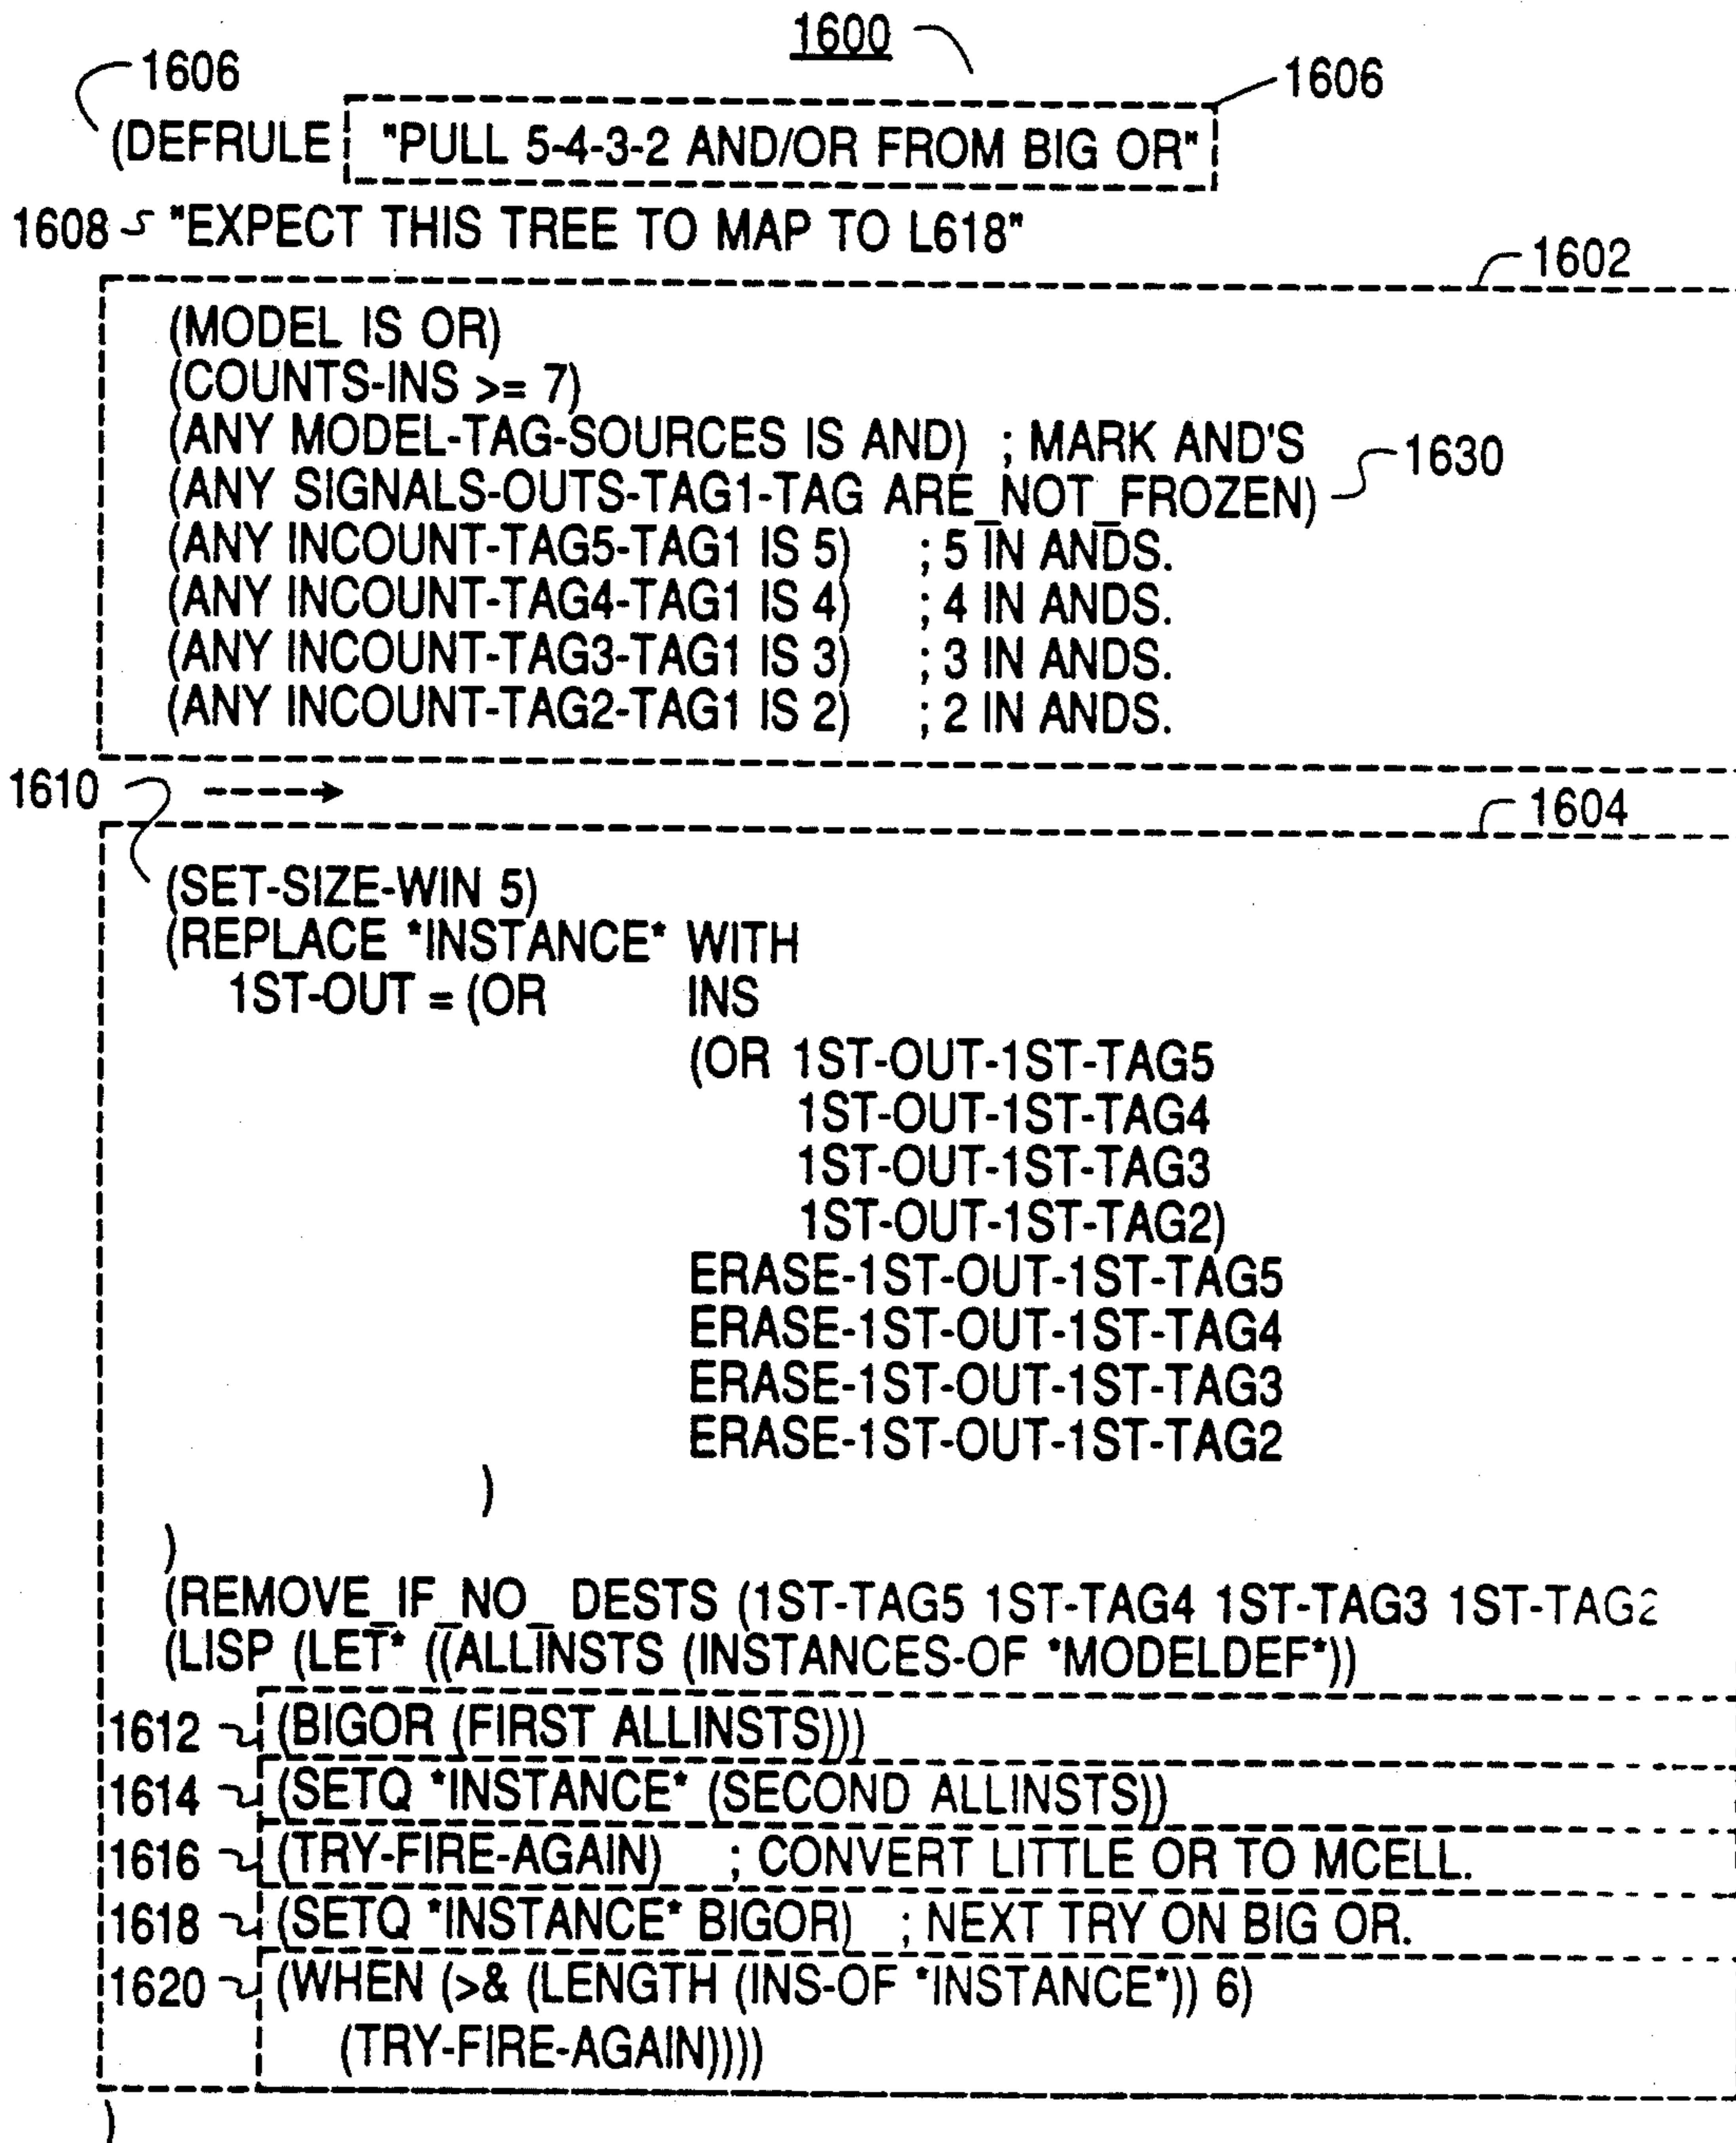 1600
1606
1606
(DEFRULE "PULL 5-4-3-2 AND/OR FROM BIG OR"
1608 "EXPECT THIS TREE TO MAP TO L618"
1602
(MODEL IS OR)
(COUNTS-INS >= 7)
(ANY MODEL-TAG-SOURCES IS AND) ; MARK AND'S
(ANY SIGNALS-OUTS-TAG1-TAG ARE_NOT_FROZEN) 1630
(ANY INCOUNT-TAG5-TAG1 IS 5) ; 5 IN ANDS.
(ANY INCOUNT-TAG4-TAG1 IS 4) ; 4 IN ANDS.
(ANY INCOUNT-TAG3-TAG1 IS 3) ; 3 IN ANDS.
(ANY INCOUNT-TAG2-TAG1 IS 2) ; 2 IN ANDS.
1610 ---->
1604
(SET-SIZE-WIN 5)
(REPLACE *INSTANCE* WITH
1ST-OUT = (OR INS
(OR 1ST-OUT-1ST-TAG5
1ST-OUT-1ST-TAG4
1ST-OUT-1ST-TAG3
1ST-OUT-1ST-TAG2)
ERASE-1ST-OUT-1ST-TAG5
ERASE-1ST-OUT-1ST-TAG4
ERASE-1ST-OUT-1ST-TAG3
ERASE-1ST-OUT-1ST-TAG2
)
)
(REMOVE_IF_NO_ DESTS (1ST-TAG5 1ST-TAG4 1ST-TAG3 1ST-TAG2
(LISP (LET* ((ALLINSTS (INSTANCES-OF *MODELDEF*))
1612 (BIGOR (FIRST ALLINSTS)))
1614 (SETQ *INSTANCE* (SECOND ALLINSTS))
1616 (TRY-FIRE-AGAIN) ; CONVERT LITTLE OR TO MCELL.
1618 (SETQ *INSTANCE* BIGOR) ; NEXT TRY ON BIG OR.
1620 (WHEN (>& (LENGTH (INS-OF *INSTANCE*)) 6)
(TRY-FIRE-AGAIN))))
)